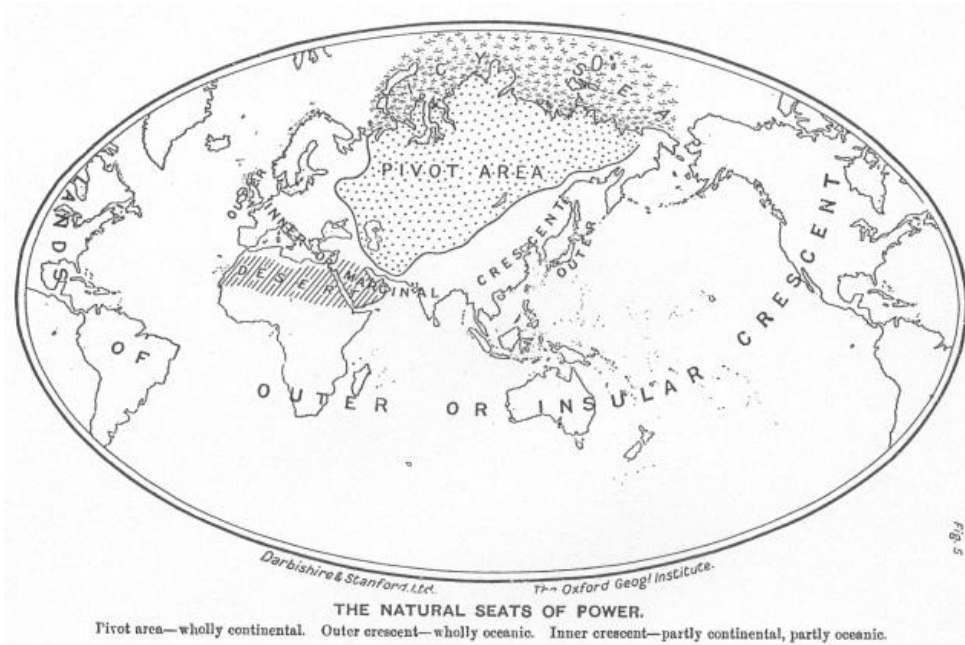 ICY SEA
PIVOT AREA
LANDS OF OUTER OR INSULAR CRESCENT
OUTER
INNER OR MARGINAL CRESCENT
OUTER
DESERT
Fig. 5
Darbishire & Stanford, Ltd.
The Oxford Geogl Institute.
THE NATURAL SEATS OF POWER.
Pivot area—wholly continental. Outer crescent—wholly oceanic. Inner crescent—partly continental, partly oceanic.